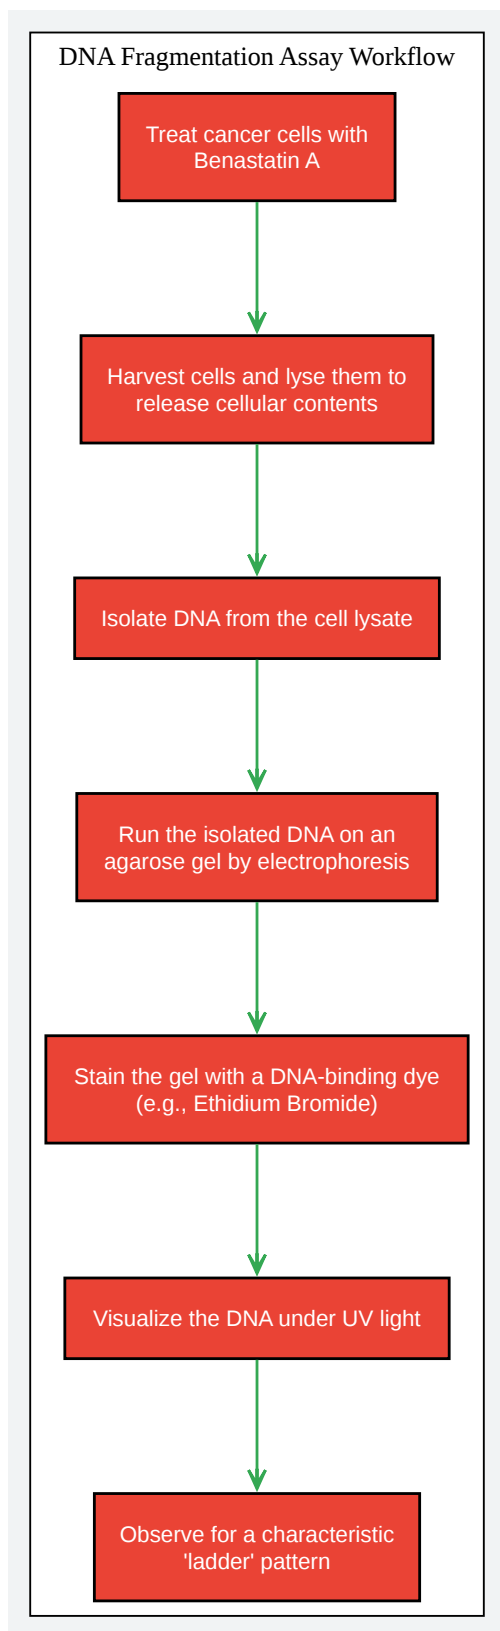 DNA Fragmentation Assay Workflow
Treat cancer cells with
Benastatin A
Harvest cells and lyse them to
release cellular contents
Isolate DNA from the cell lysate
Run the isolated DNA on an
agarose gel by electrophoresis
Stain the gel with a DNA-binding dye
(e.g., Ethidium Bromide)
Visualize the DNA under UV light
Observe for a characteristic
'ladder' pattern